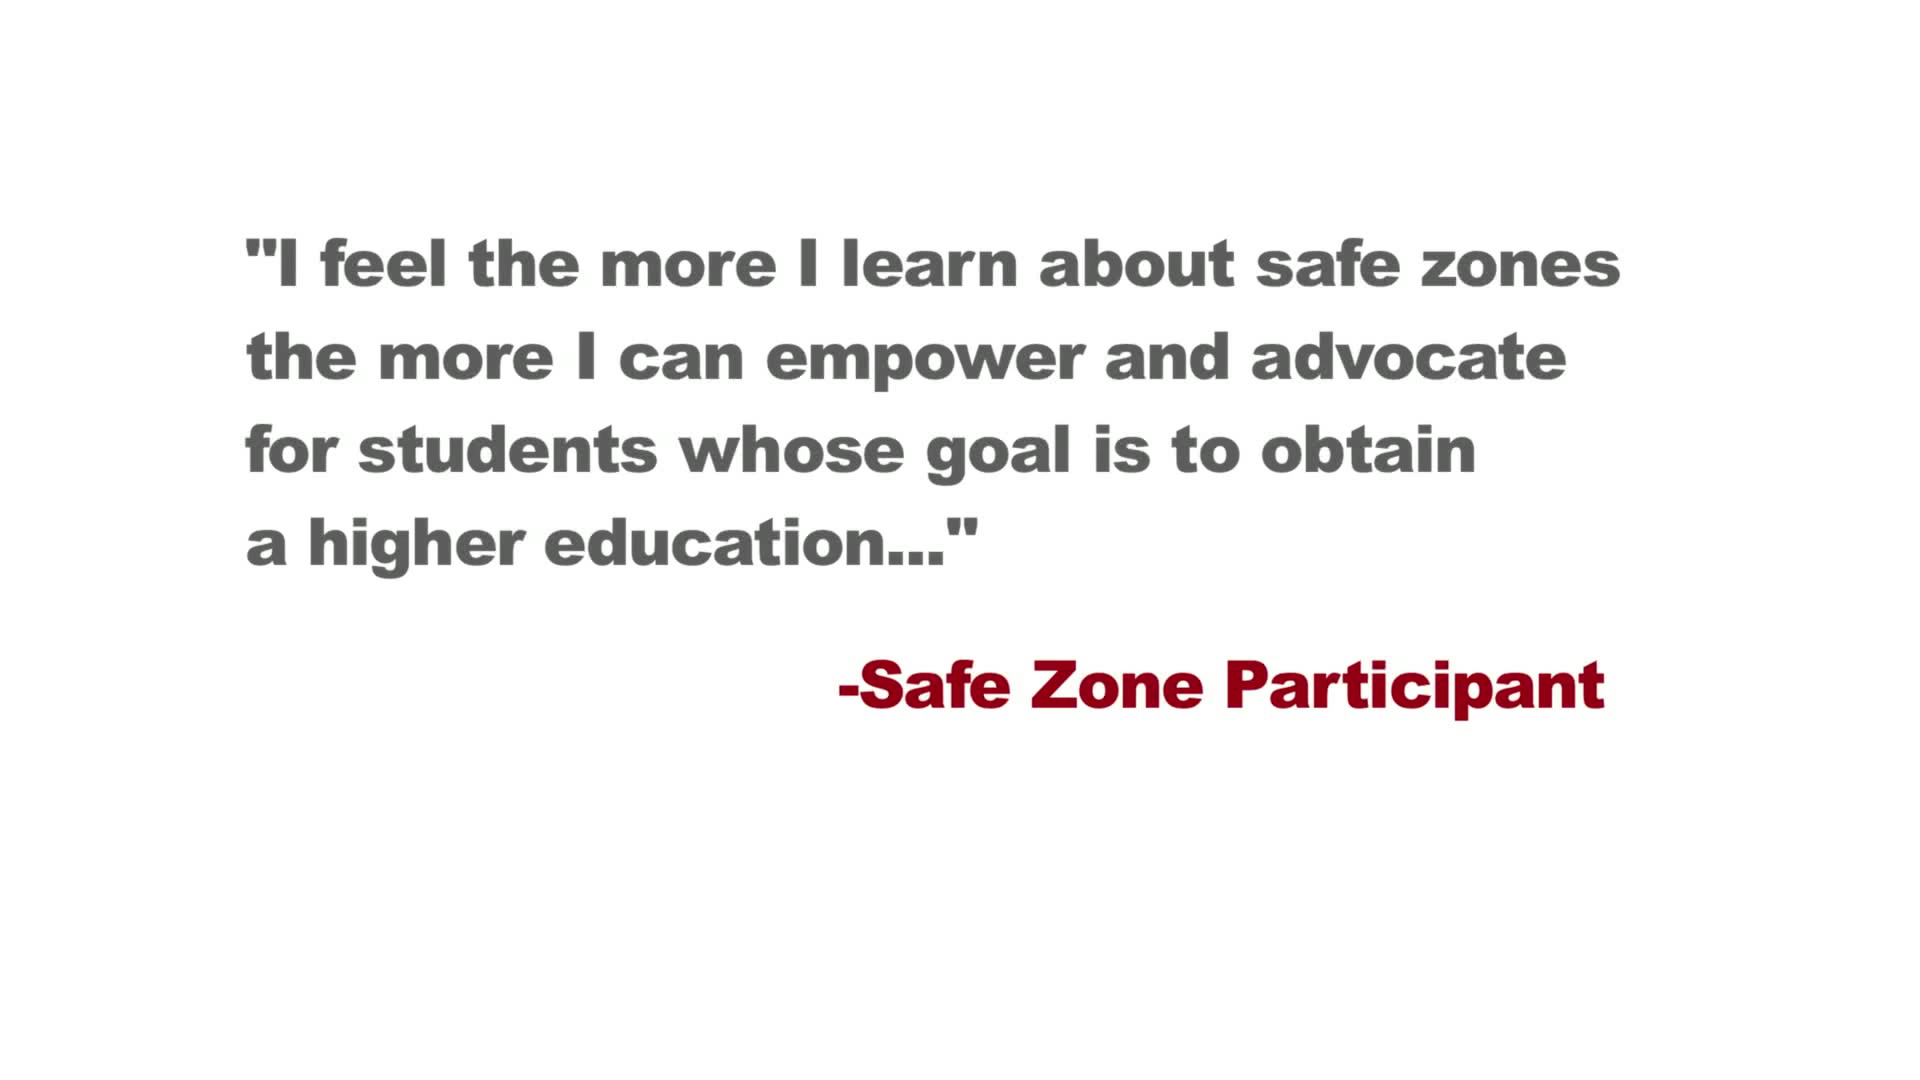 "I feel the more I learn about safe zones
the more I can empower and advocate
for students whose goal is to obtain
a higher education..."
-Safe Zone Participant